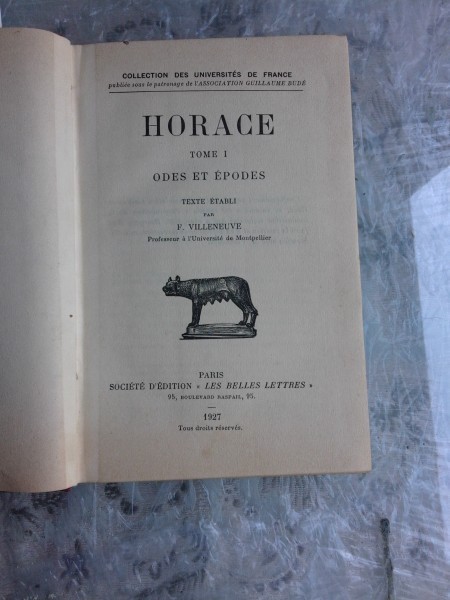 COLLECTION DES UNIVERSITÉS DE FRANCE
publiée sous le patronage de l'ASSOCIATION GUILLAUME BUDÉ
HORACE
TOME I
ODES ET ÉPODES
TEXTE ÉTABLI
PAR
F. VILLENEUVE
Professeur à l'Université de Montpellier
PARIS
SOCIÉTÉ D'ÉDITION « LES BELLES LETTRES »
95, BOULEVARD RASPAIL, 95.
1927
Tous droits réservés.